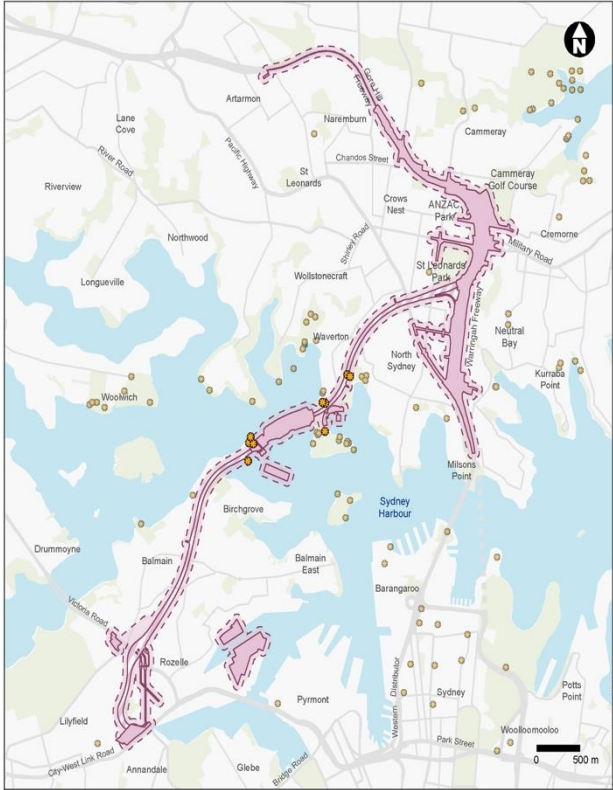 N
Artarmon
Gore Hill
Freeway
Lane
Cove
Naremburn
Cammeray
River Road
Pacific Highway
Chandos Street
St
Leonards
Cammeray
Golf Course
Riverview
Crows
Nest
ANZAC
Park
Cremorne
Northwood
Shirley Road
Military Road
Longueville
Wollstonecraft
St Leonards
Park
Waverton
Warringah Freeway
Neutral
Bay
North
Sydney
Kurraba
Point
Woolwich
Milsons
Point
Birchgrove
Sydney
Harbour
Drummoyne
Balmain
Balmain
East
Barangaroo
Victoria Road
Rozelle
Western Distributor
Pyrmont
Sydney
Potts
Point
Lilyfield
Woolloomooloo
City-West Link Road
Park Street
Annandale
Glebe
Bridge Road
0 500 m